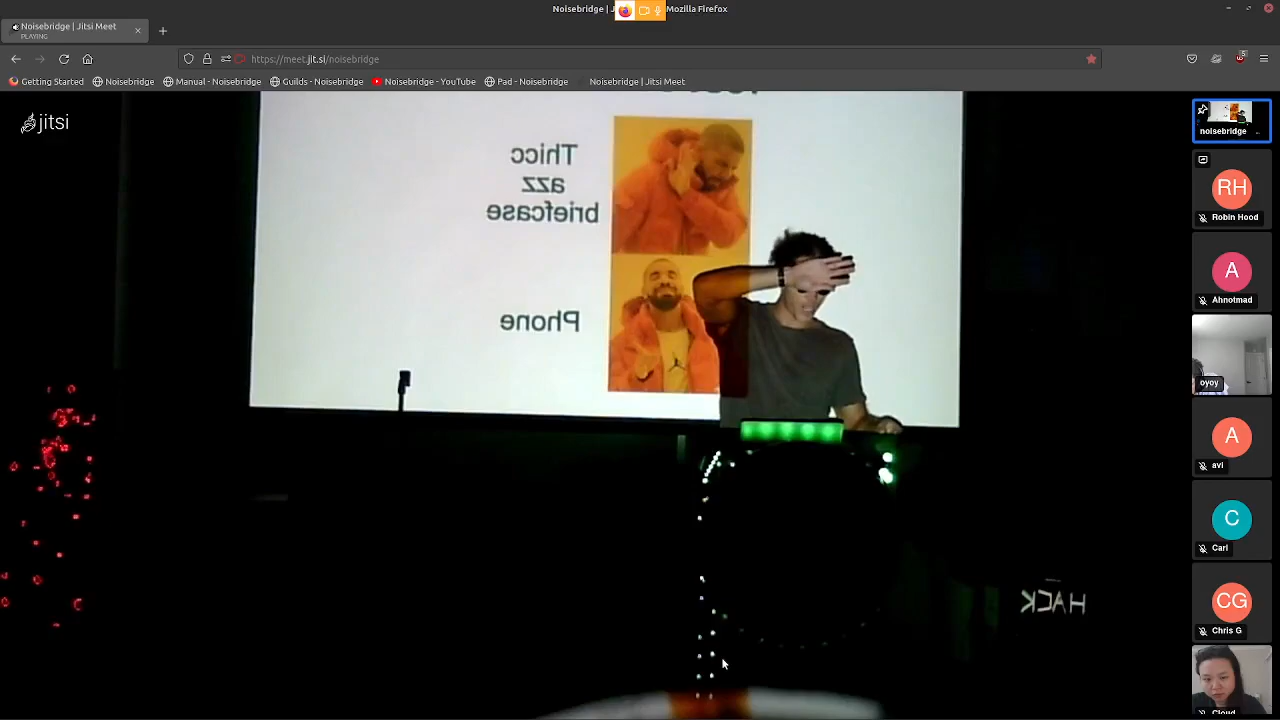 Noisebridge | J
Mozilla Firefox
Noisebridge | Jitsi Meet
PLAYING
https://meet.jit.si/noisebridge
5
Getting Started
Noisebridge
Manual - Noisebridge
Guilds - Noisebridge
Noisebridge - YouTube
Pad - Noisebridge
Noisebridge | Jitsi Meet
jitsi
Thicc
azz
briefcase
Phone
HACK
noisebridge
RH
Robin Hood
A
Ahnotmad
oyoy
A
avi
C
Carl
CG
Chris G
Cloud